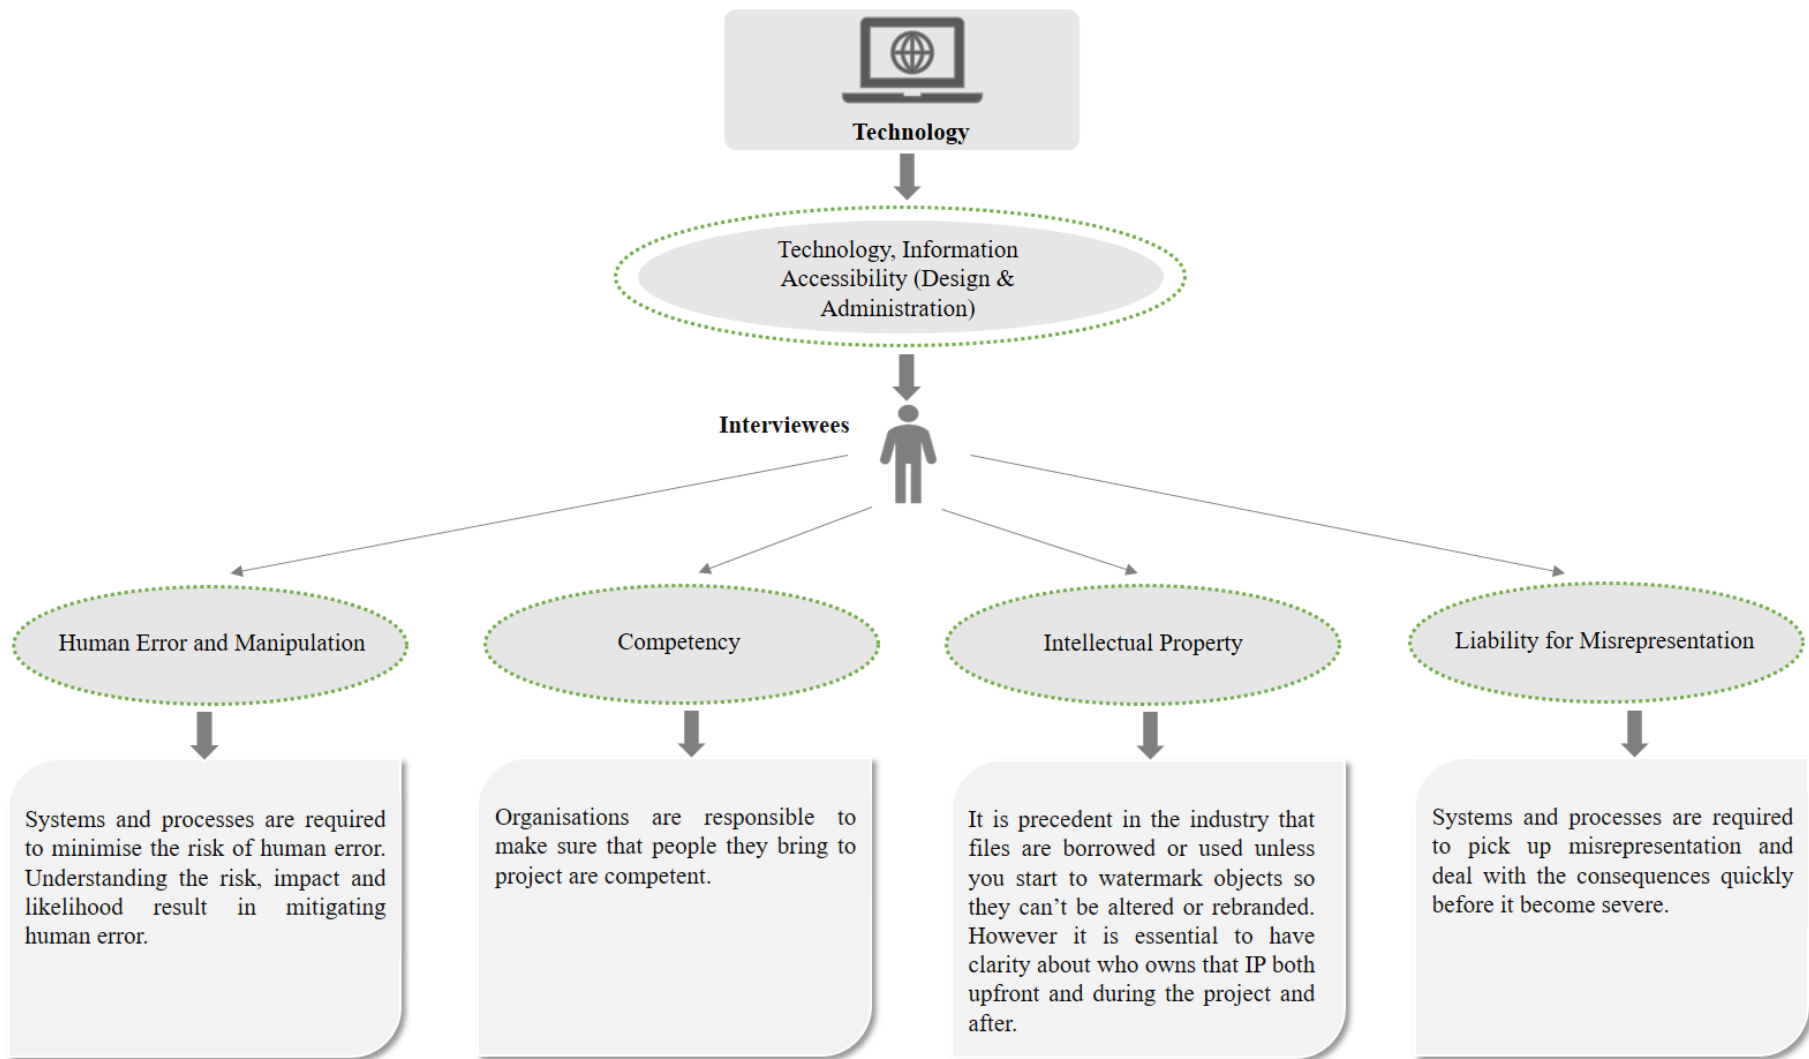 Technology
Technology, Information
Accessibility (Design &
Administration)
Interviewees
Human Error and Manipulation
Competency
Intellectual Property
Liability for Misrepresentation
Systems and processes are required
to minimise the risk of human error.
Understanding the risk, impact and
likelihood result in mitigating
human error.
Organisations are responsible to
make sure that people they bring to
project are competent.
It is precedent in the industry that
files are borrowed or used unless
you start to watermark objects so
they can’t be altered or rebranded.
However it is essential to have
clarity about who owns that IP both
upfront and during the project and
after.
Systems and processes are required
to pick up misrepresentation and
deal with the consequences quickly
before it become severe.